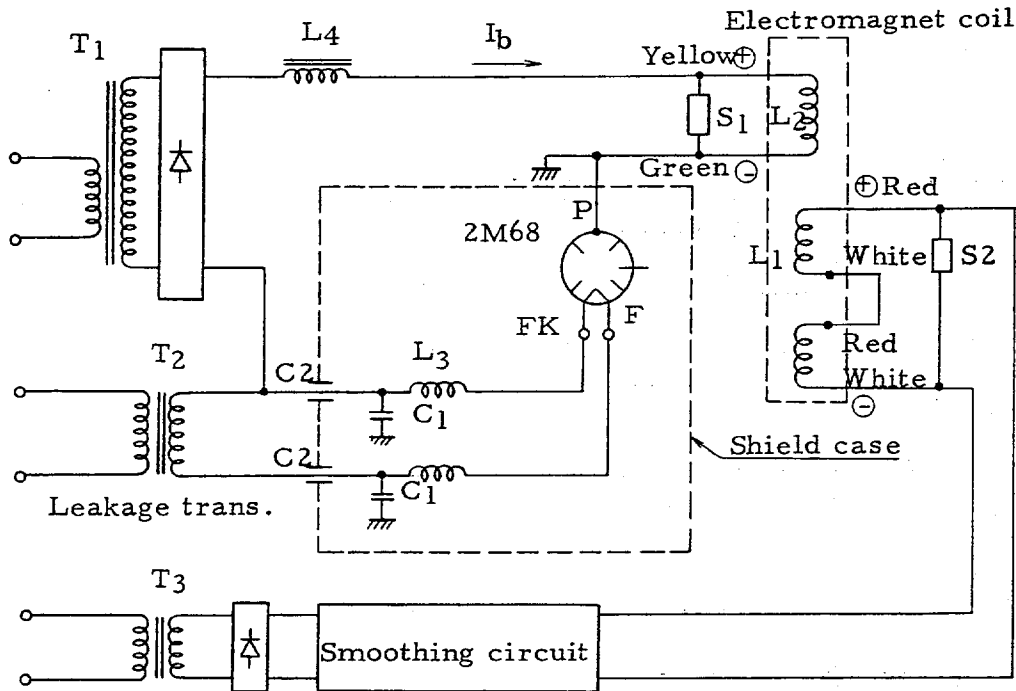 Electromagnet coil
T1
L4
Ib
Yellow ⊕
S1
L2
Green ⊖
P
2M68
⊕ Red
L1
White
S2
FK
F
T2
C2
L3
C1
Red
White
⊖
Shield case
C2
C1
Leakage trans.
T3
Smoothing circuit